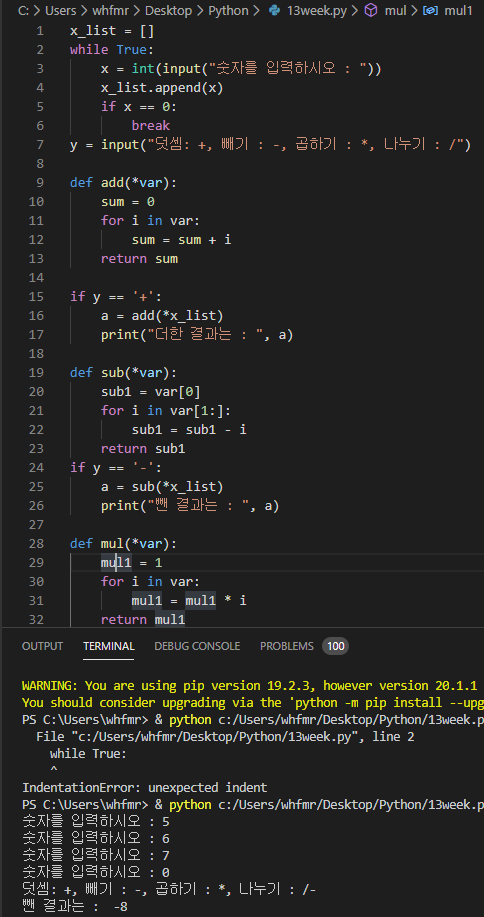 C: > Users > whfmr > Desktop > Python > 13week.py > mul > mul1
1 x_list = []
2 while True:
3     x = int(input("숫자를 입력하시오 : "))
4     x_list.append(x)
5     if x == 0:
6         break
7 y = input("덧셈: +, 빼기 : -, 곱하기 : *, 나누기 : /")
8
9 def add(*var):
10     sum = 0
11     for i in var:
12         sum = sum + i
13     return sum
14
15 if y == '+':
16     a = add(*x_list)
17     print("더한 결과는 : ", a)
18
19 def sub(*var):
20     sub1 = var[0]
21     for i in var[1:]:
22         sub1 = sub1 - i
23     return sub1
24 if y == '-':
25     a = sub(*x_list)
26     print("뺀 결과는 : ", a)
27
28 def mul(*var):
29     mul1 = 1
30     for i in var:
31         mul1 = mul1 * i
32     return mul1
OUTPUT TERMINAL DEBUG CONSOLE PROBLEMS 100
WARNING: You are using pip version 19.2.3, however version 20.1.1
You should consider upgrading via the 'python -m pip install --upg
PS C:\Users\whfmr> & python c:/Users/whfmr/Desktop/Python/13week.p
  File "c:/Users/whfmr/Desktop/Python/13week.py", line 2
    while True:
    ^
IndentationError: unexpected indent
PS C:\Users\whfmr> & python c:/Users/whfmr/Desktop/Python/13week.p
숫자를 입력하시오 : 5
숫자를 입력하시오 : 6
숫자를 입력하시오 : 7
숫자를 입력하시오 : 0
덧셈: +, 빼기 : -, 곱하기 : *, 나누기 : /-
뺀 결과는 :  -8